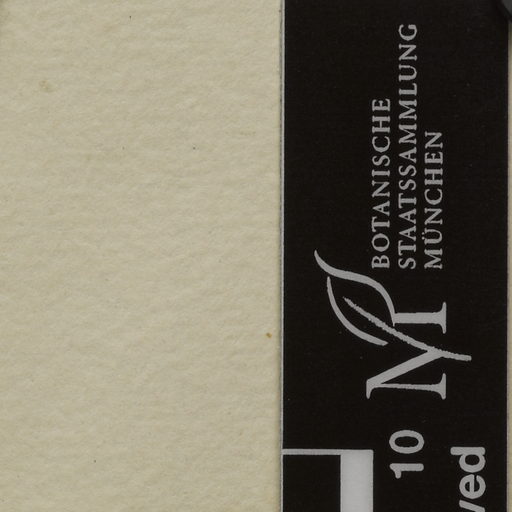 BOTANISCHE
STAATSSAMMLUNG
MÜNCHEN
M
10
ved